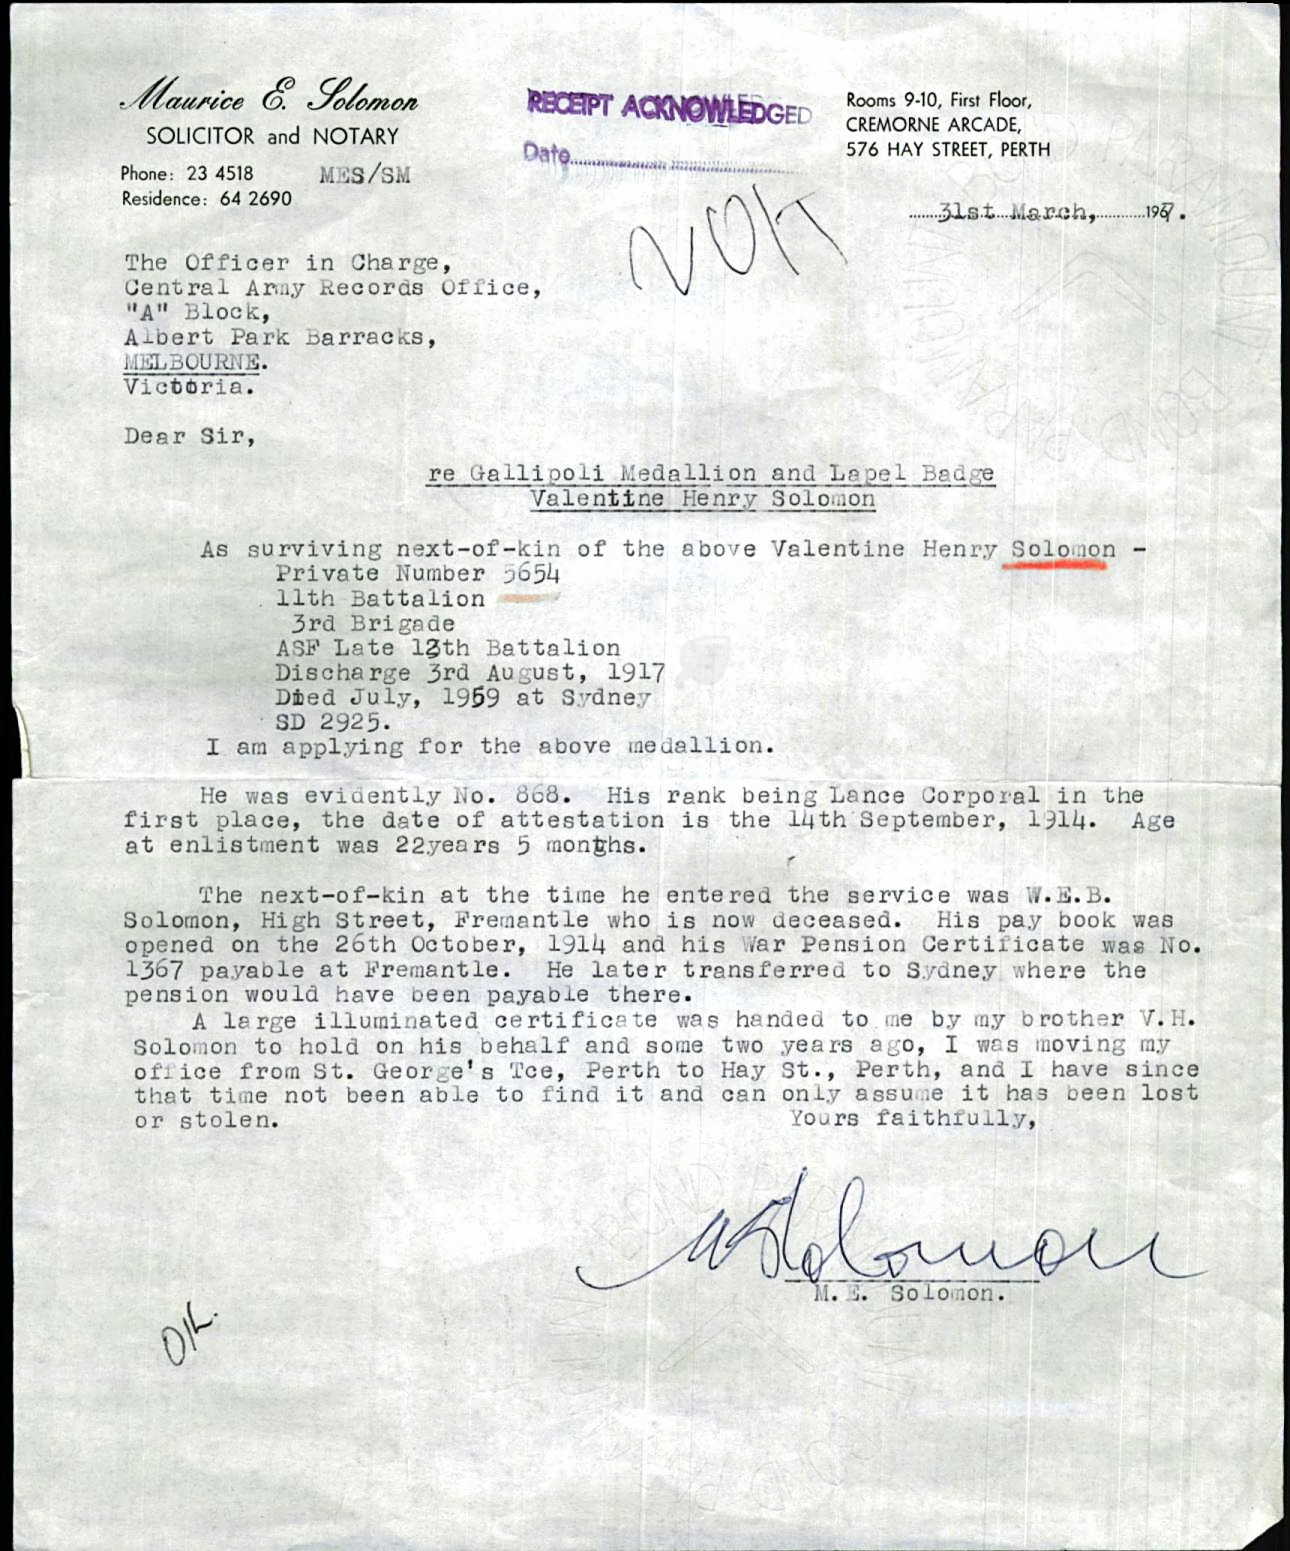 Maurice E. Solomon
SOLICITOR and NOTARY
Phone: 23 4518 MES/SM
Residence: 64 2690
RECEIPT ACKNOWLEDGED
Date
Rooms 9-10, First Floor,
CREMORNE ARCADE,
576 HAY STREET, PERTH
31st March, 1967.
The Officer in Charge,
Central Army Records Office,
"A" Block,
Albert Park Barracks,
MELBOURNE.
Victoria.
Dear Sir,
re Gallipoli Medallion and Lapel Badge
Valentine Henry Solomon
As surviving next-of-kin of the above Valentine Henry Solomon -
Private Number 5654
11th Battalion
3rd Brigade
ASF Late 12th Battalion
Discharge 3rd August, 1917
Died July, 1959 at Sydney
SD 2925.
I am applying for the above medallion.
He was evidently No. 868. His rank being Lance Corporal in the
first place, the date of attestation is the 14th September, 1914. Age
at enlistment was 22years 5 months.
The next-of-kin at the time he entered the service was W.E.B.
Solomon, High Street, Fremantle who is now deceased. His pay book was
opened on the 26th October, 1914 and his War Pension Certificate was No.
1367 payable at Fremantle. He later transferred to Sydney where the
pension would have been payable there.
A large illuminated certificate was handed to me by my brother V.H.
Solomon to hold on his behalf and some two years ago, I was moving my
office from St. George's Tce, Perth to Hay St., Perth, and I have since
that time not been able to find it and can only assume it has been lost
or stolen.
Yours faithfully,
M E Solomon
M. E. Solomon.
OK.